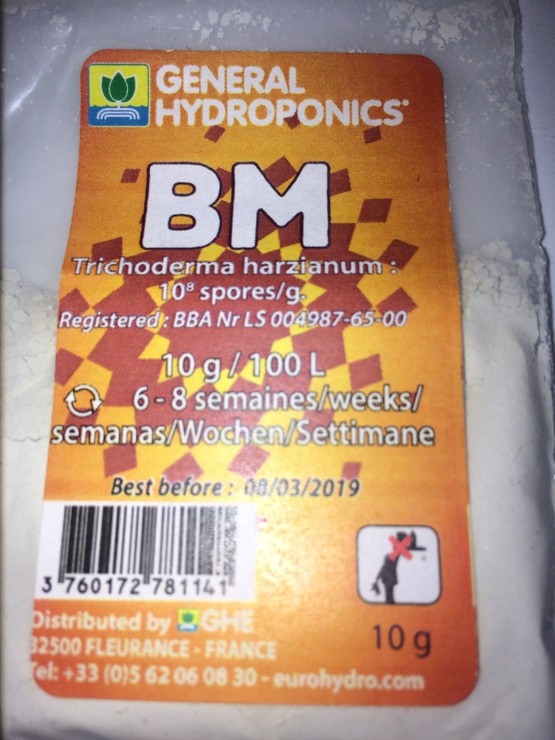 GENERAL
HYDROPONICS
BM
Trichoderma harzianum :
10⁸ spores/g.
Registered : BBA Nr LS 004987-65-00
10 g / 100 L
6 - 8 semaines/weeks/
semanas/Wochen/Settimane
Best before : 08/03/2019
3 760172 781141
Distributed by GHE
32500 FLEURANCE - FRANCE
Tel: +33 (0)5 62 06 08 30 - eurohydro.com
10 g